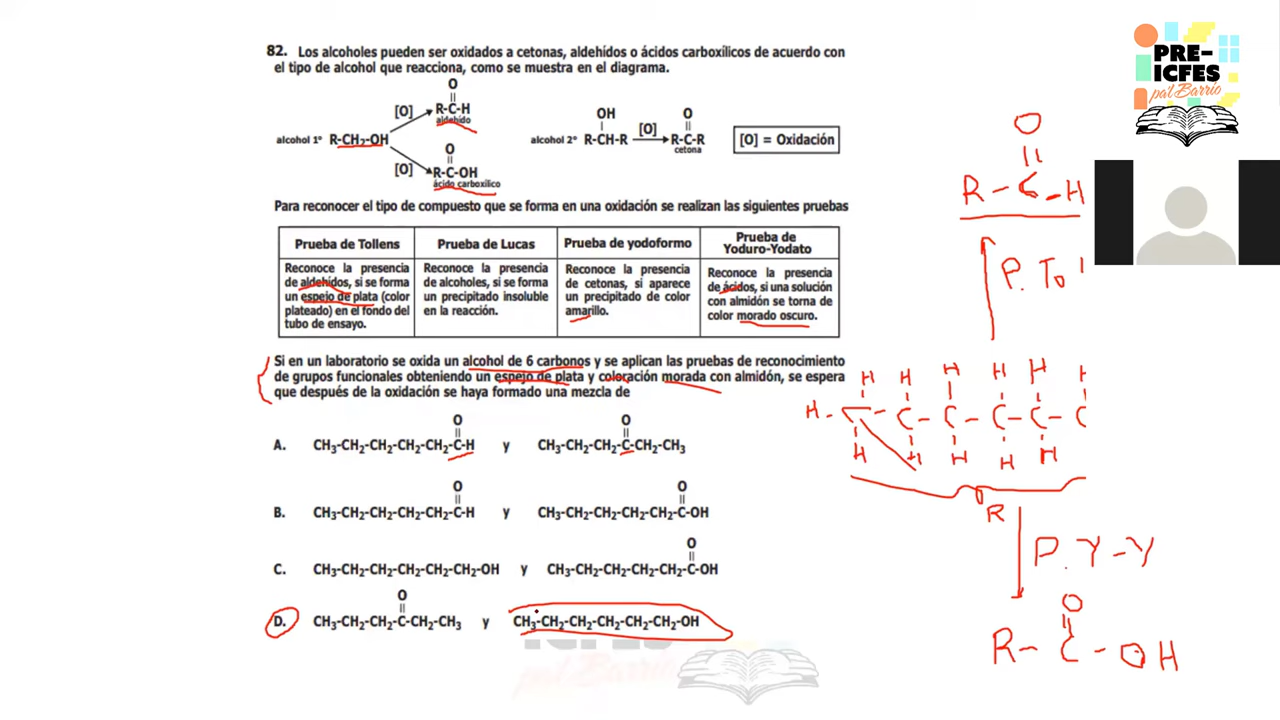 82. Los alcoholes pueden ser oxidados a cetonas, aldehídos o ácidos carboxílicos de acuerdo con
el tipo de alcohol que reacciona, como se muestra en el diagrama.
O
[O] R-C-H
aldehído
alcohol 1° R-CH2-OH
O
[O] R-C-OH
ácido carboxílico
OH O
alcohol 2° R-CH-R [O] R-C-R
cetona
[O] = Oxidación
Para reconocer el tipo de compuesto que se forma en una oxidación se realizan las siguientes pruebas
Prueba de Tollens
Reconoce la presencia
de aldehídos, si se forma
un espejo de plata (color
plateado) en el fondo del
tubo de ensayo.
Prueba de Lucas
Reconoce la presencia
de alcoholes, si se forma
un precipitado insoluble
en la reacción.
Prueba de yodoformo
Reconoce la presencia
de cetonas, si aparece
un precipitado de color
amarillo.
Prueba de
Yoduro-Yodato
Reconoce la presencia
de ácidos, si una solución
con almidón se torna de
color morado oscuro.
Si en un laboratorio se oxida un alcohol de 6 carbonos y se aplican las pruebas de reconocimiento
de grupos funcionales obteniendo un espejo de plata y coloración morada con almidón, se espera
que después de la oxidación se haya formado una mezcla de
O O
A. CH3-CH2-CH2-CH2-CH2-C-H y CH3-CH2-CH2-C-CH2-CH3
O O
B. CH3-CH2-CH2-CH2-CH2-C-H y CH3-CH2-CH2-CH2-CH2-C-OH
O
C. CH3-CH2-CH2-CH2-CH2-CH2-OH y CH3-CH2-CH2-CH2-CH2-C-OH
O
D. CH3-CH2-CH2-C-CH2-CH3 y CH3-CH2-CH2-CH2-CH2-CH2-OH
PRE-
ICFES
pal Barrio
O
R - C - H
P. To
H H H H H H
H - C - C - C - C - C - C
H H H H H
R
P. Y - Y
O
R - C - OH
ICFES
pal Barrio